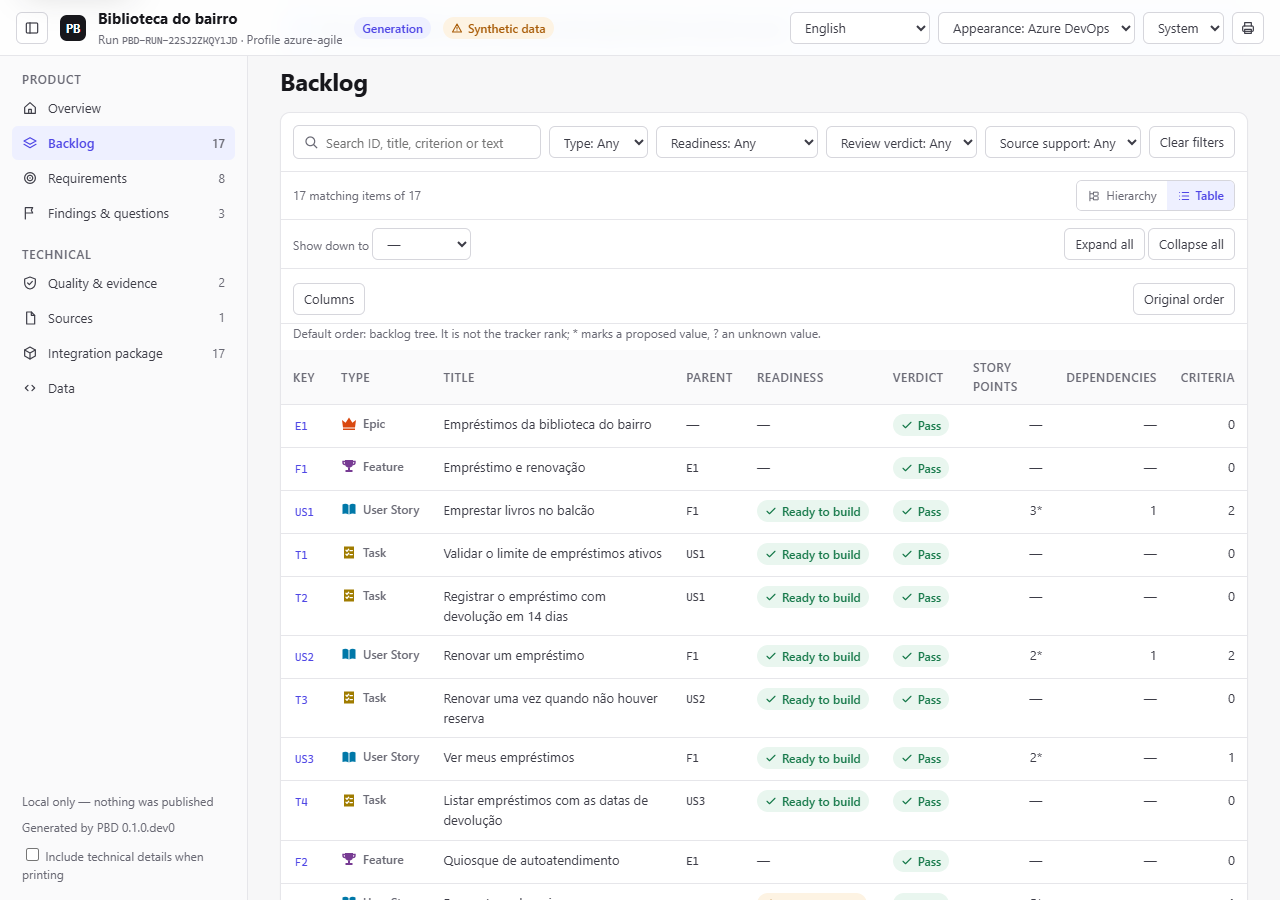 PB
Biblioteca do bairro
Run PBD-RUN-22SJ2ZKQY1JD · Profile azure-agile
Generation
Synthetic data
English
Appearance: Azure DevOps
System
PRODUCT
Overview
Backlog 17
Requirements 8
Findings & questions 3
TECHNICAL
Quality & evidence 2
Sources 1
Integration package 17
Data
Local only — nothing was published
Generated by PBD 0.1.0.dev0
Include technical details when
printing
Backlog
Search ID, title, criterion or text
Type: Any
Readiness: Any
Review verdict: Any
Source support: Any
Clear filters
17 matching items of 17
Hierarchy
Table
Show down to —
Expand all
Collapse all
Columns
Original order
Default order: backlog tree. It is not the tracker rank; * marks a proposed value, ? an unknown value.
KEY TYPE TITLE PARENT READINESS VERDICT STORY POINTS DEPENDENCIES CRITERIA
E1 Epic Empréstimos da biblioteca do bairro — — Pass — — 0
F1 Feature Empréstimo e renovação E1 — Pass — — 0
US1 User Story Emprestar livros no balcão F1 Ready to build Pass 3* 1 2
T1 Task Validar o limite de empréstimos ativos US1 Ready to build Pass — — 0
T2 Task Registrar o empréstimo com devolução em 14 dias US1 Ready to build Pass — — 0
US2 User Story Renovar um empréstimo F1 Ready to build Pass 2* 1 2
T3 Task Renovar uma vez quando não houver reserva US2 Ready to build Pass — — 0
US3 User Story Ver meus empréstimos F1 Ready to build Pass 2* — 1
T4 Task Listar empréstimos com as datas de devolução US3 Ready to build Pass — — 0
F2 Feature Quiosque de autoatendimento E1 — Pass — — 0